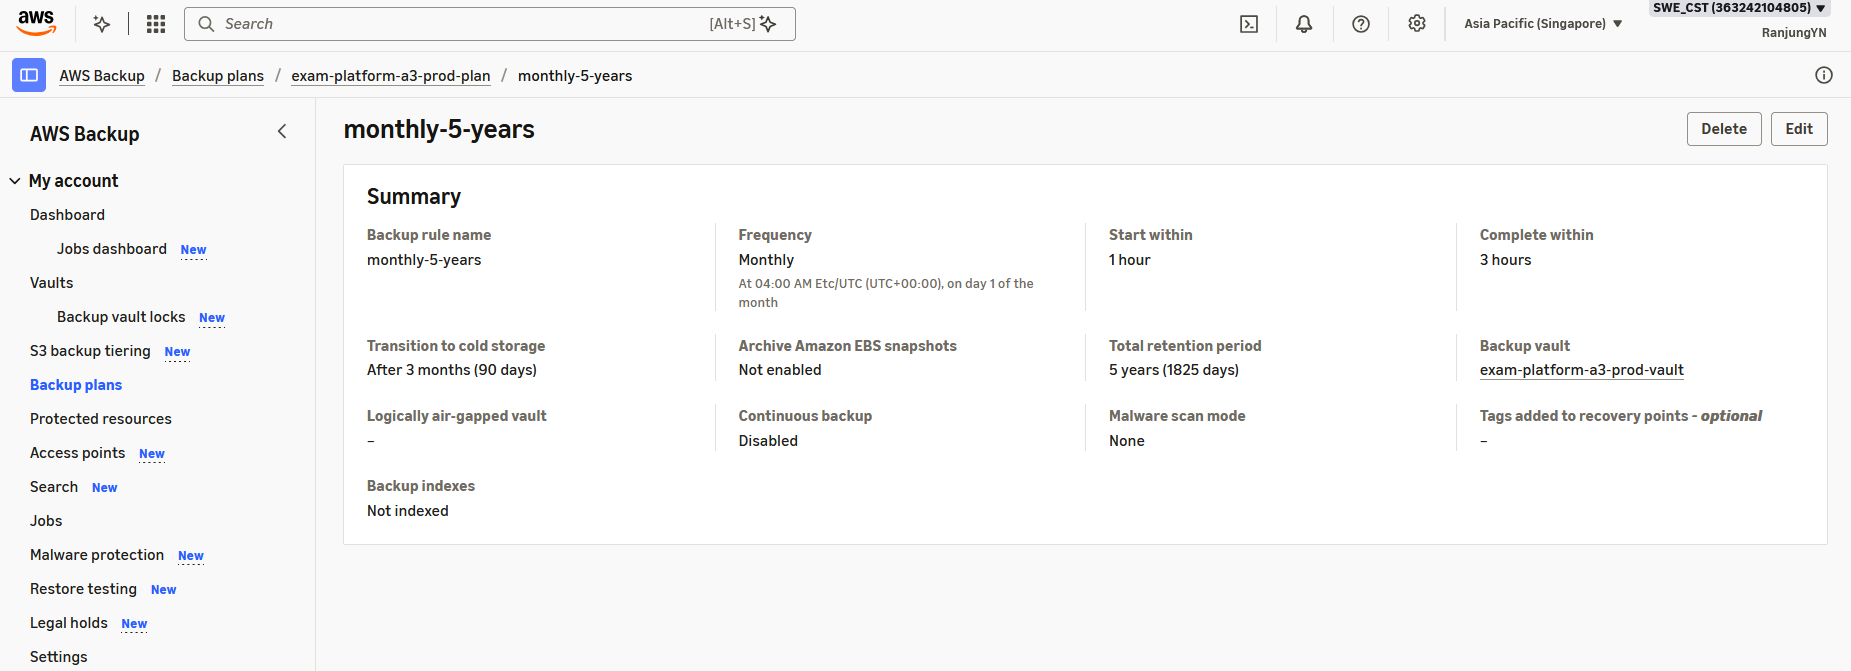 aws
Search
[Alt+S]
Asia Pacific (Singapore)
SWE_CST (363242104805)
RanjungYN
AWS Backup / Backup plans / exam-platform-a3-prod-plan / monthly-5-years
AWS Backup
My account
Dashboard
Jobs dashboard New
Vaults
Backup vault locks New
S3 backup tiering New
Backup plans
Protected resources
Access points New
Search New
Jobs
Malware protection New
Restore testing New
Legal holds New
Settings
monthly-5-years
Delete
Edit
Summary
Backup rule name
monthly-5-years
Frequency
Monthly
At 04:00 AM Etc/UTC (UTC+00:00), on day 1 of the
month
Start within
1 hour
Complete within
3 hours
Transition to cold storage
After 3 months (90 days)
Archive Amazon EBS snapshots
Not enabled
Total retention period
5 years (1825 days)
Backup vault
exam-platform-a3-prod-vault
Logically air-gapped vault
–
Continuous backup
Disabled
Malware scan mode
None
Tags added to recovery points - optional
–
Backup indexes
Not indexed